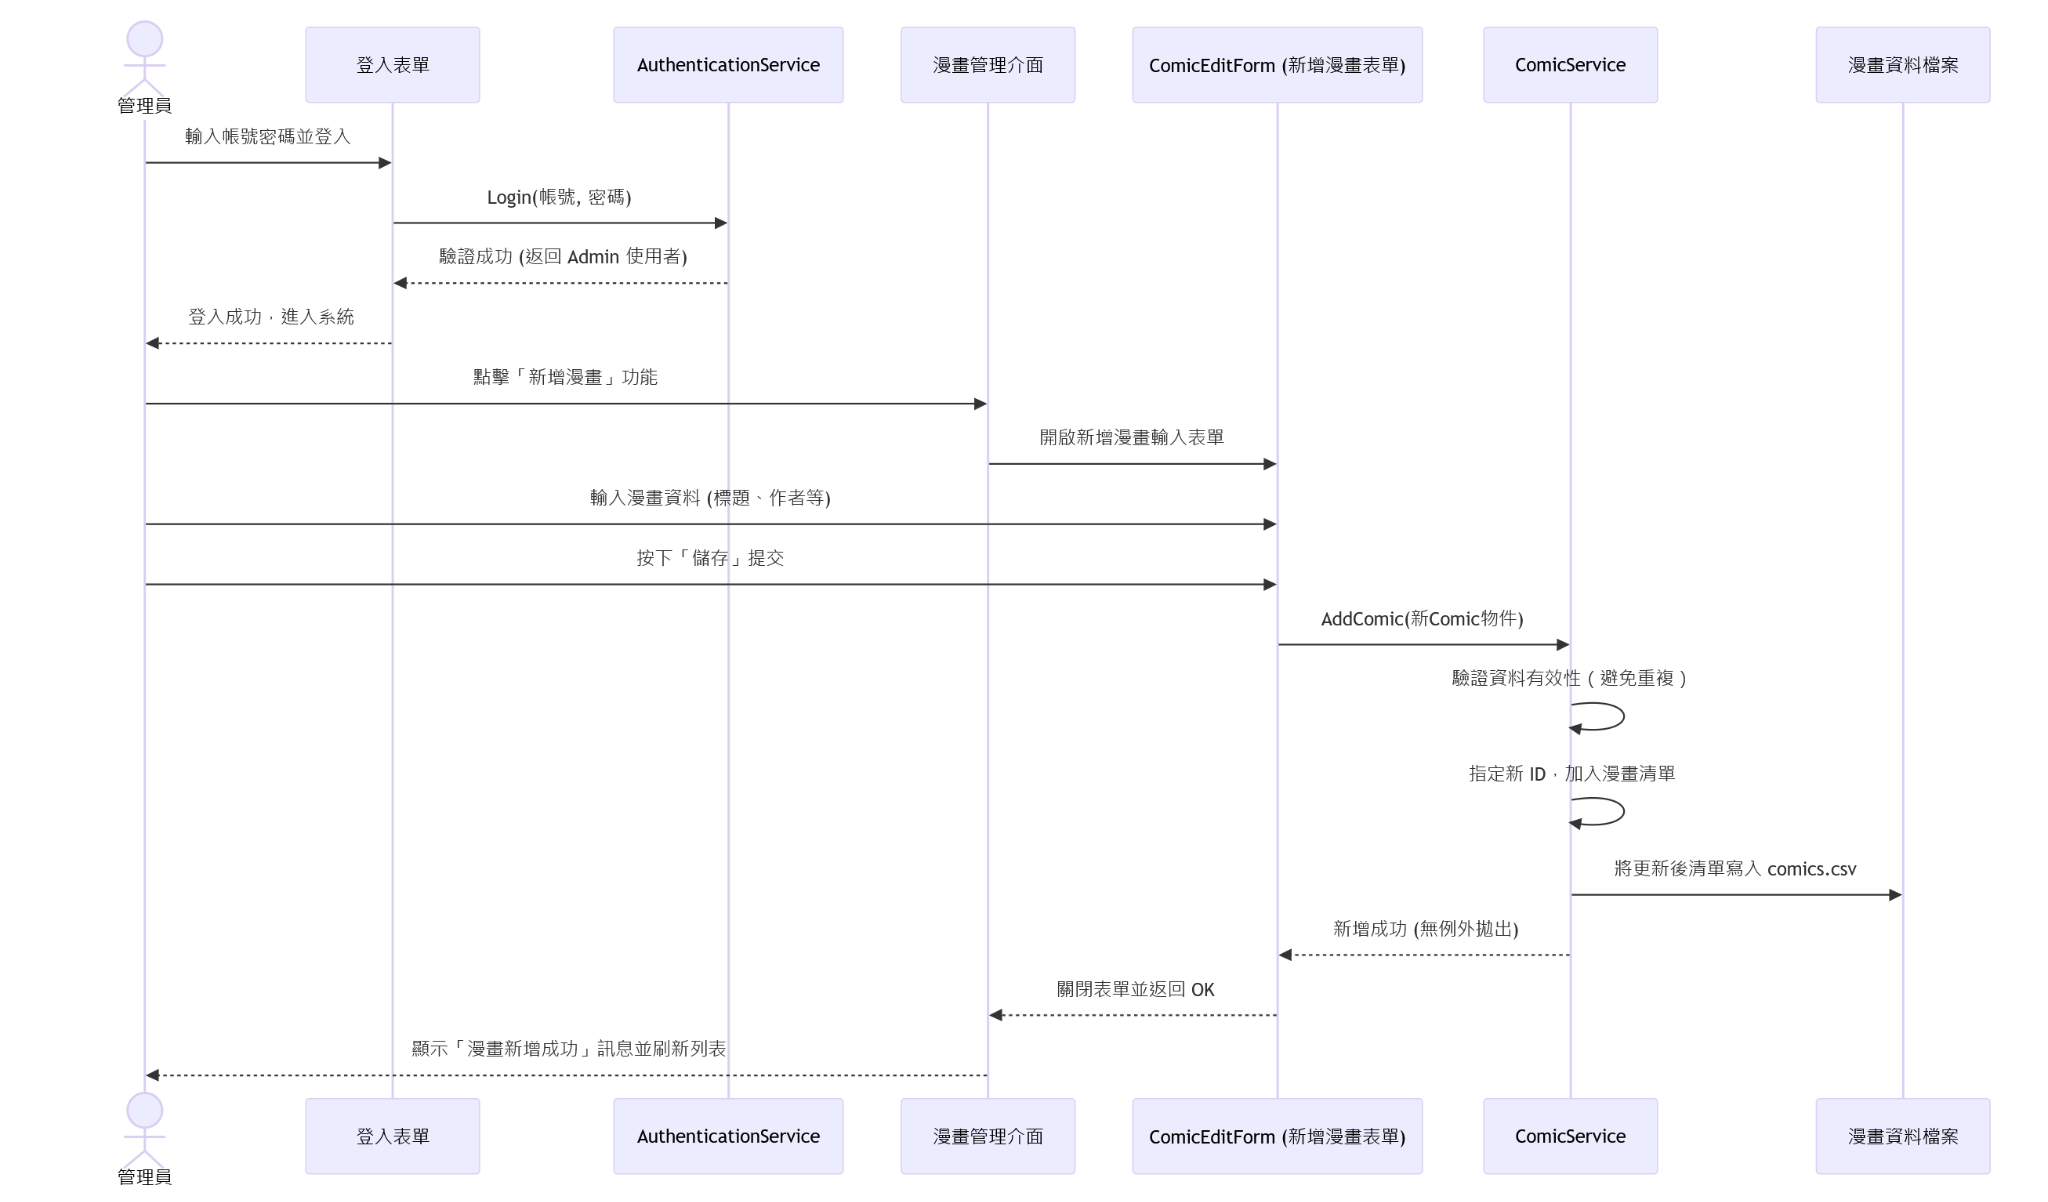 管理員
登入表單
AuthenticationService
漫畫管理介面
ComicEditForm (新增漫畫表單)
ComicService
漫畫資料檔案
輸入帳號密碼並登入
Login(帳號, 密碼)
驗證成功 (返回 Admin 使用者)
登入成功，進入系統
點擊「新增漫畫」功能
開啟新增漫畫輸入表單
輸入漫畫資料 (標題、作者等)
按下「儲存」提交
AddComic(新Comic物件)
驗證資料有效性（避免重複）
指定新 ID，加入漫畫清單
將更新後清單寫入 comics.csv
新增成功 (無例外拋出)
關閉表單並返回 OK
顯示「漫畫新增成功」訊息並刷新列表
管理員
登入表單
AuthenticationService
漫畫管理介面
ComicEditForm (新增漫畫表單)
ComicService
漫畫資料檔案